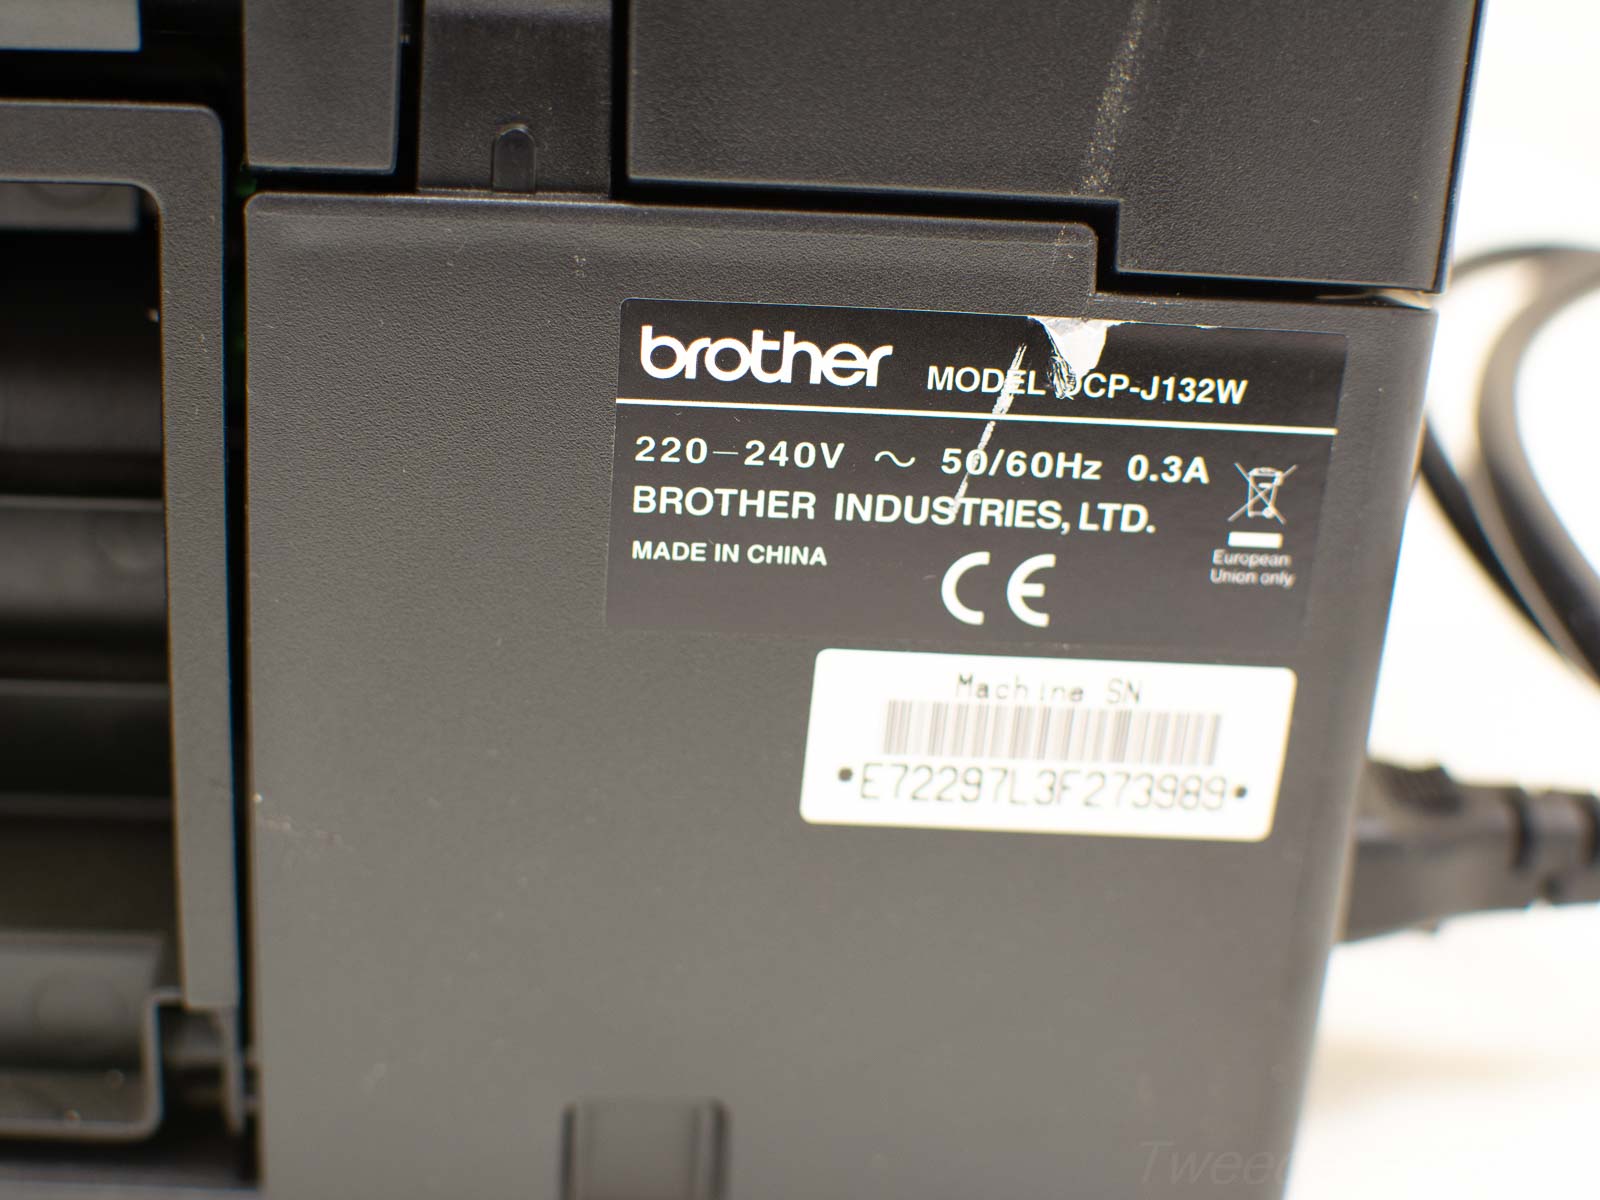 brother
MODEL DCP-J132W
220-240V ~ 50/60Hz 0.3A
BROTHER INDUSTRIES, LTD.
MADE IN CHINA
CE
European
Union only
Machine SN
E72297L3F273989